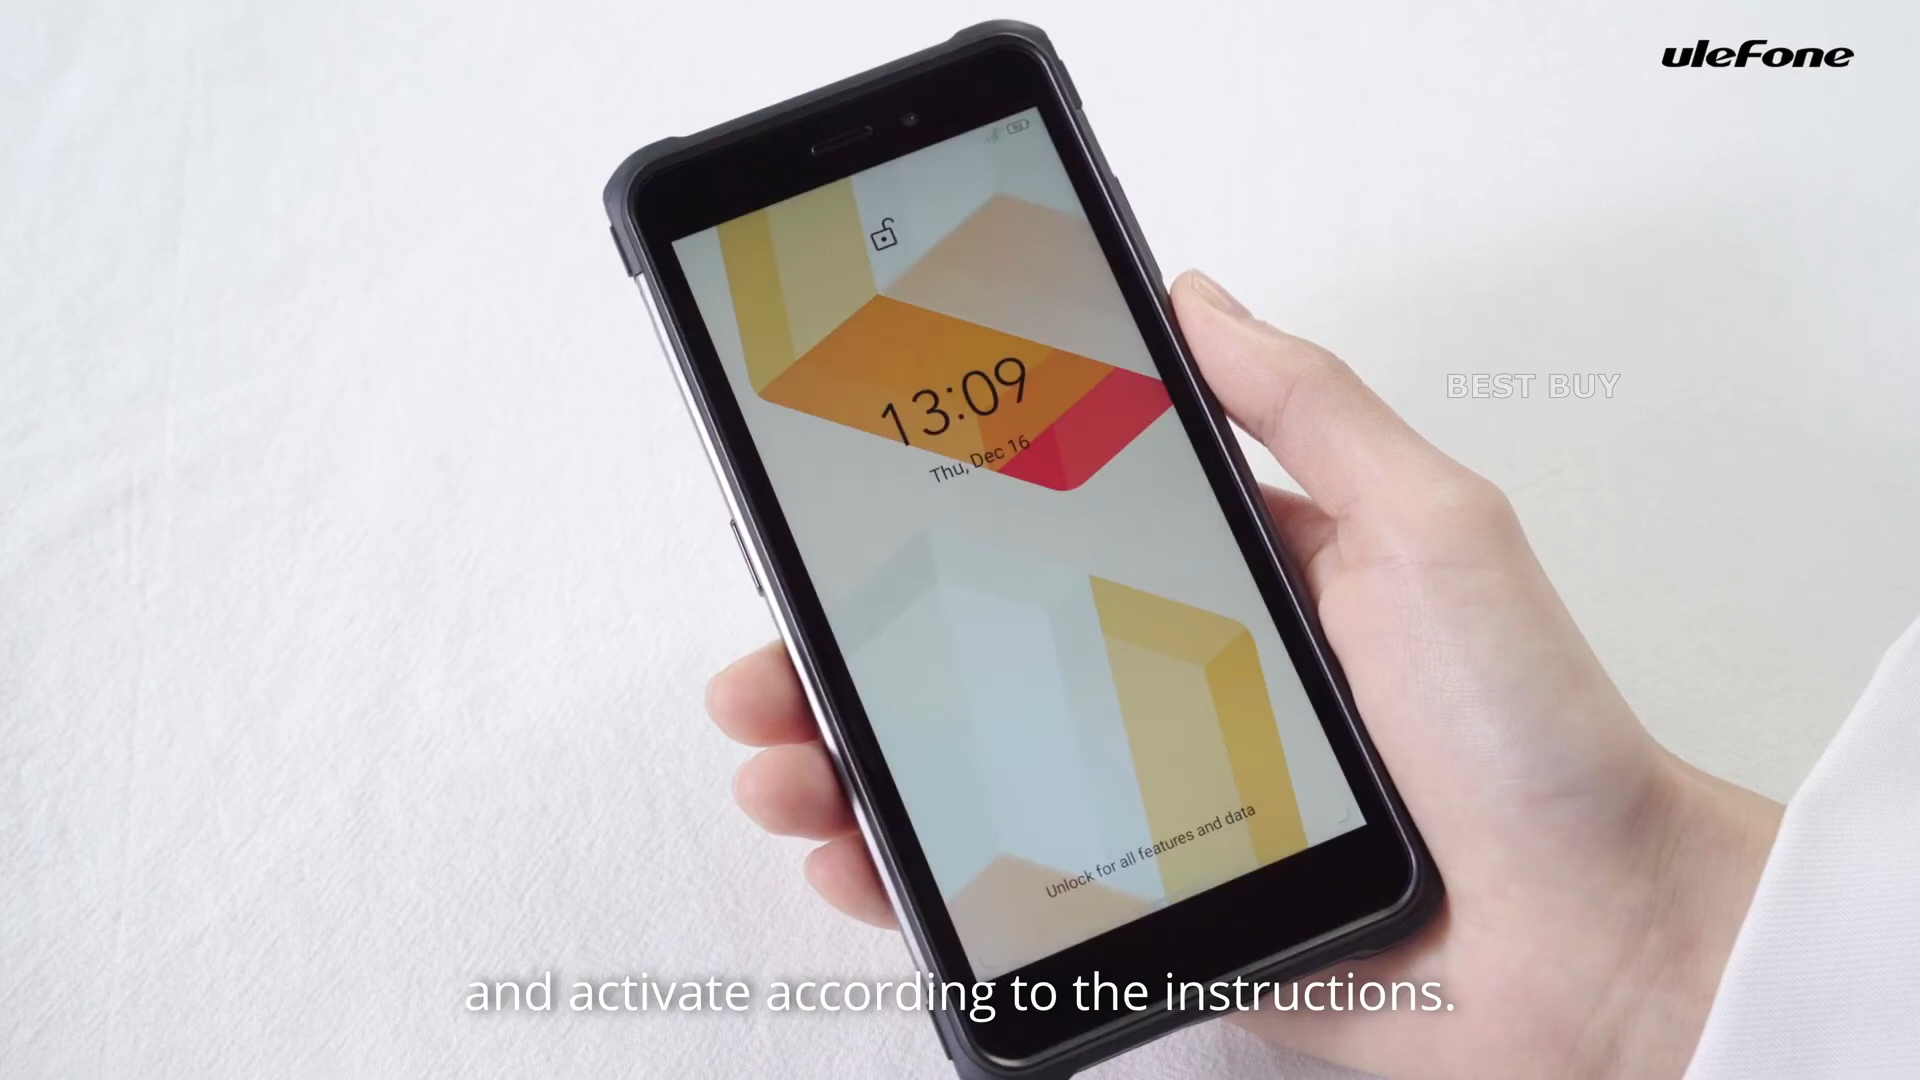 uleFone
13:09
Thu, Dec 16
BEST BUY
Unlock for all features and data
and activate according to the instructions.